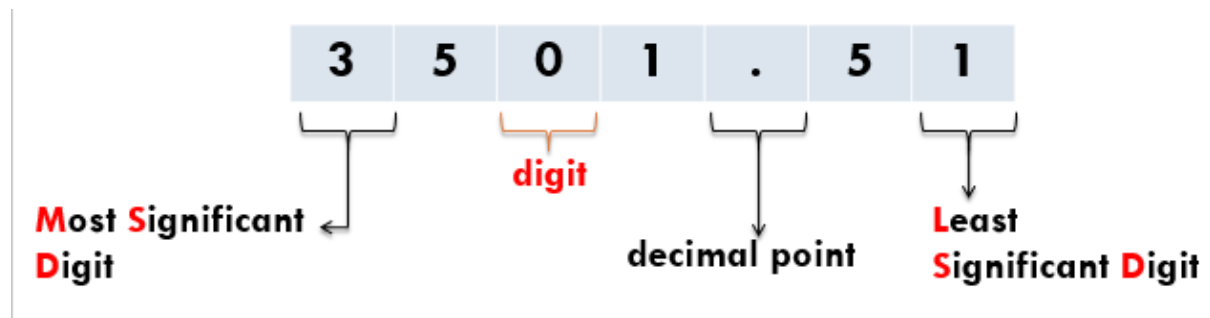 3 5 0 1 . 5 1
digit
Most Significant
Digit
decimal point
Least
Significant Digit